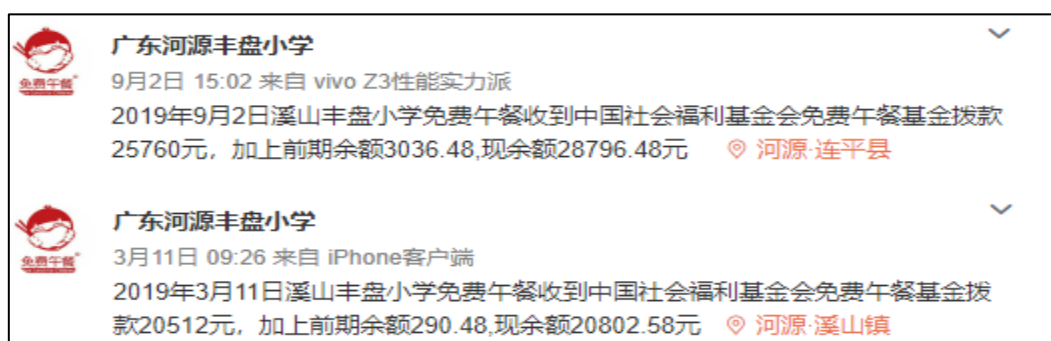 广东河源丰盘小学
9月2日 15:02 来自 vivo Z3性能实力派
免费午餐
2019年9月2日溪山丰盘小学免费午餐收到中国社会福利基金会免费午餐基金拨款
25760元，加上前期余额3036.48,现余额28796.48元 河源·连平县
广东河源丰盘小学
3月11日 09:26 来自 iPhone客户端
免费午餐
2019年3月11日溪山丰盘小学免费午餐收到中国社会福利基金会免费午餐基金拨
款20512元，加上前期余额290.48,现余额20802.58元 河源·溪山镇